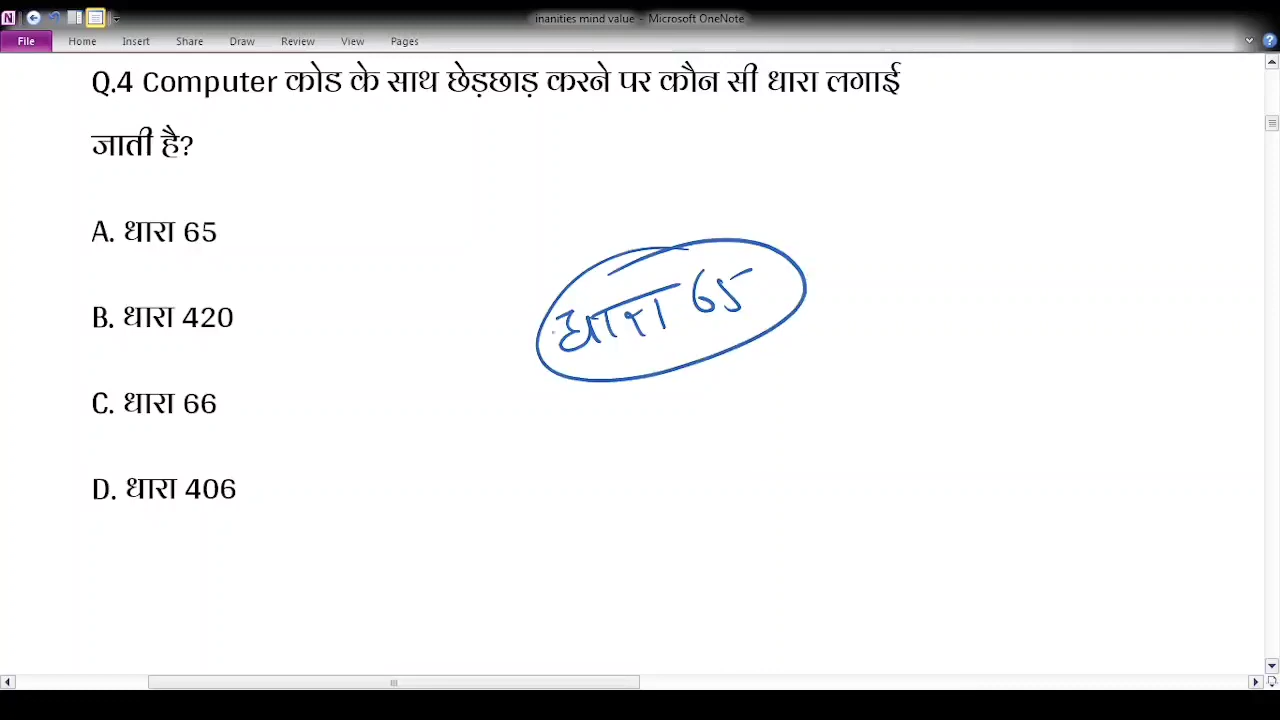 inanities mind value - Microsoft OneNote
File Home Insert Share Draw Review View Pages
Q.4 Computer कोड के साथ छेड़छाड़ करने पर कौन सी धारा लगाई
जाती है?
A. धारा 65
धारा 65
B. धारा 420
C. धारा 66
D. धारा 406